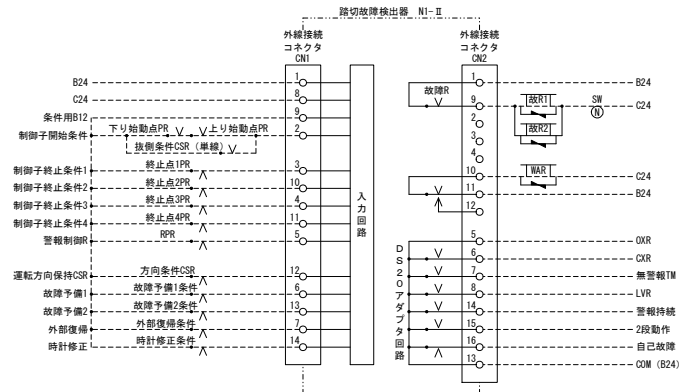 踏切故障検出器 N1-Ⅱ
外線接続
コネクタ
CN1
外線接続
コネクタ
CN2
B24 1
C24 8
条件用B12 9
制御子開始条件 下り始動点PR 上り始動点PR 2
抜側条件CSR (単線)
制御子終止条件1 終止点1PR 3
制御子終止条件2 終止点2PR 10
制御子終止条件3 終止点3PR 4
制御子終止条件4 終止点4PR 11
警報制御R RPR 5
運転方向保持CSR 方向条件CSR 12
故障予備1 故障予備1条件 6
故障予備2 故障予備2条件 13
外部復帰 外部復帰条件 7
時計修正 時計修正条件 14
入力回路
故障R
1 B24
9 故R1 SW N C24
故R2
2
3
4
10 WAR C24
11 B24
12
DS20アダプタ回路
5 OXR
6 CXR
7 無警報TM
8 LVR
14 警報持続
15 2段動作
16 自己故障
13 COM (B24)